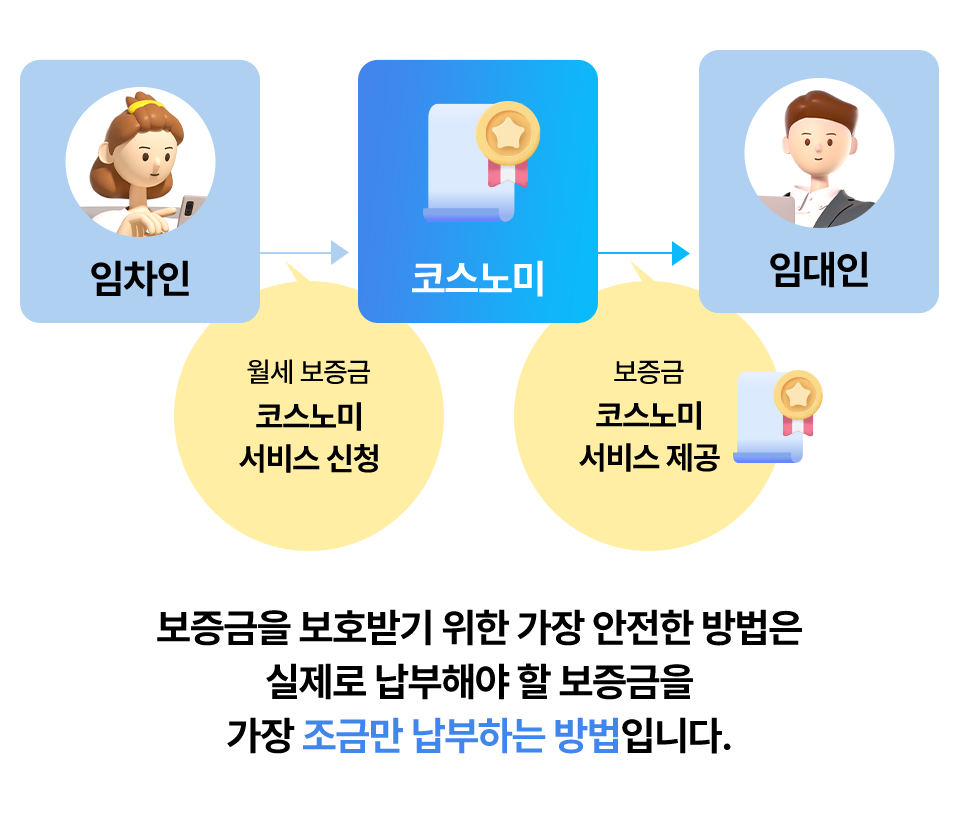 임차인
코스노미
임대인
월세 보증금
코스노미
서비스 신청
보증금
코스노미
서비스 제공
보증금을 보호받기 위한 가장 안전한 방법은
실제로 납부해야 할 보증금을
가장 조금만 납부하는 방법입니다.